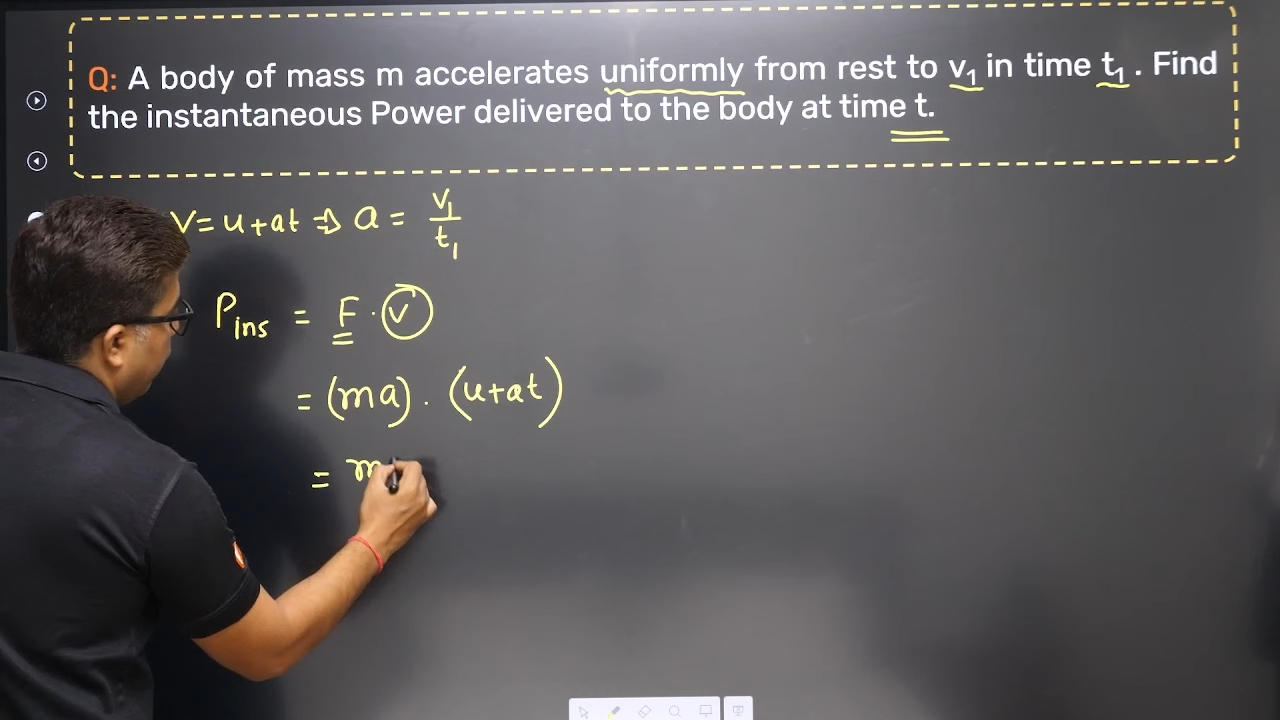 Q: A body of mass m accelerates uniformly from rest to v₁ in time t₁ . Find
the instantaneous Power delivered to the body at time t.
V = u + at ⇒ a = v₁/t₁
P_ins = F · v
= (ma) . (u+at)
= m